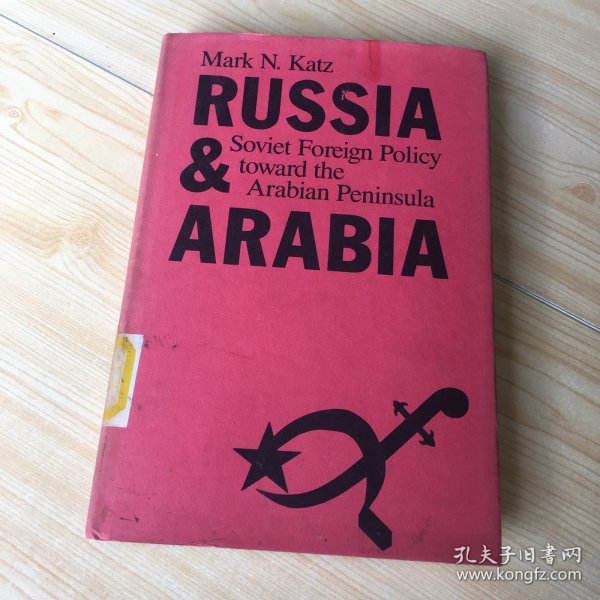 Mark N. Katz
RUSSIA
& Soviet Foreign Policy
toward the
Arabian Peninsula
ARABIA
孔夫子旧书网
www.kongfz.com